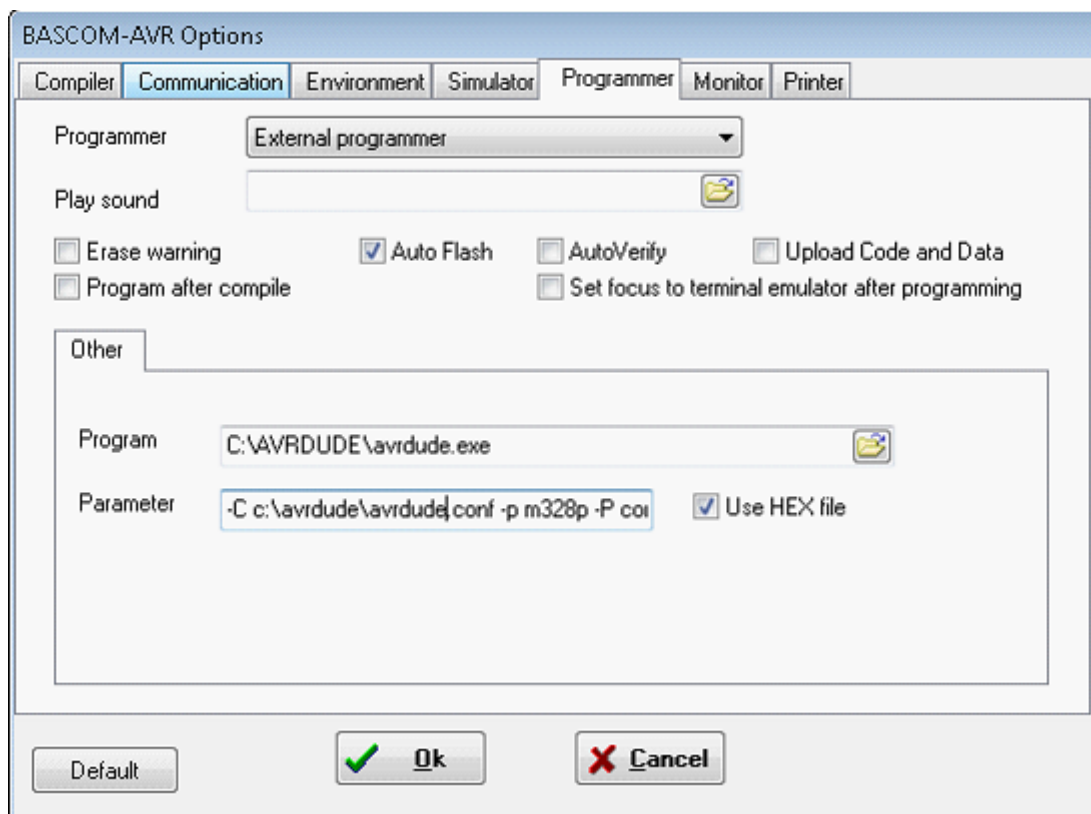 BASCOM-AVR Options
Compiler Communication Environment Simulator Programmer Monitor Printer
Programmer External programmer
Play sound
Erase warning Auto Flash AutoVerify Upload Code and Data
Program after compile Set focus to terminal emulator after programming
Other
Program C:\AVRDUDE\avrdude.exe
Parameter -C c:\avrdude\avrdude.conf -p m328p -P Use HEX file
Default Ok Cancel